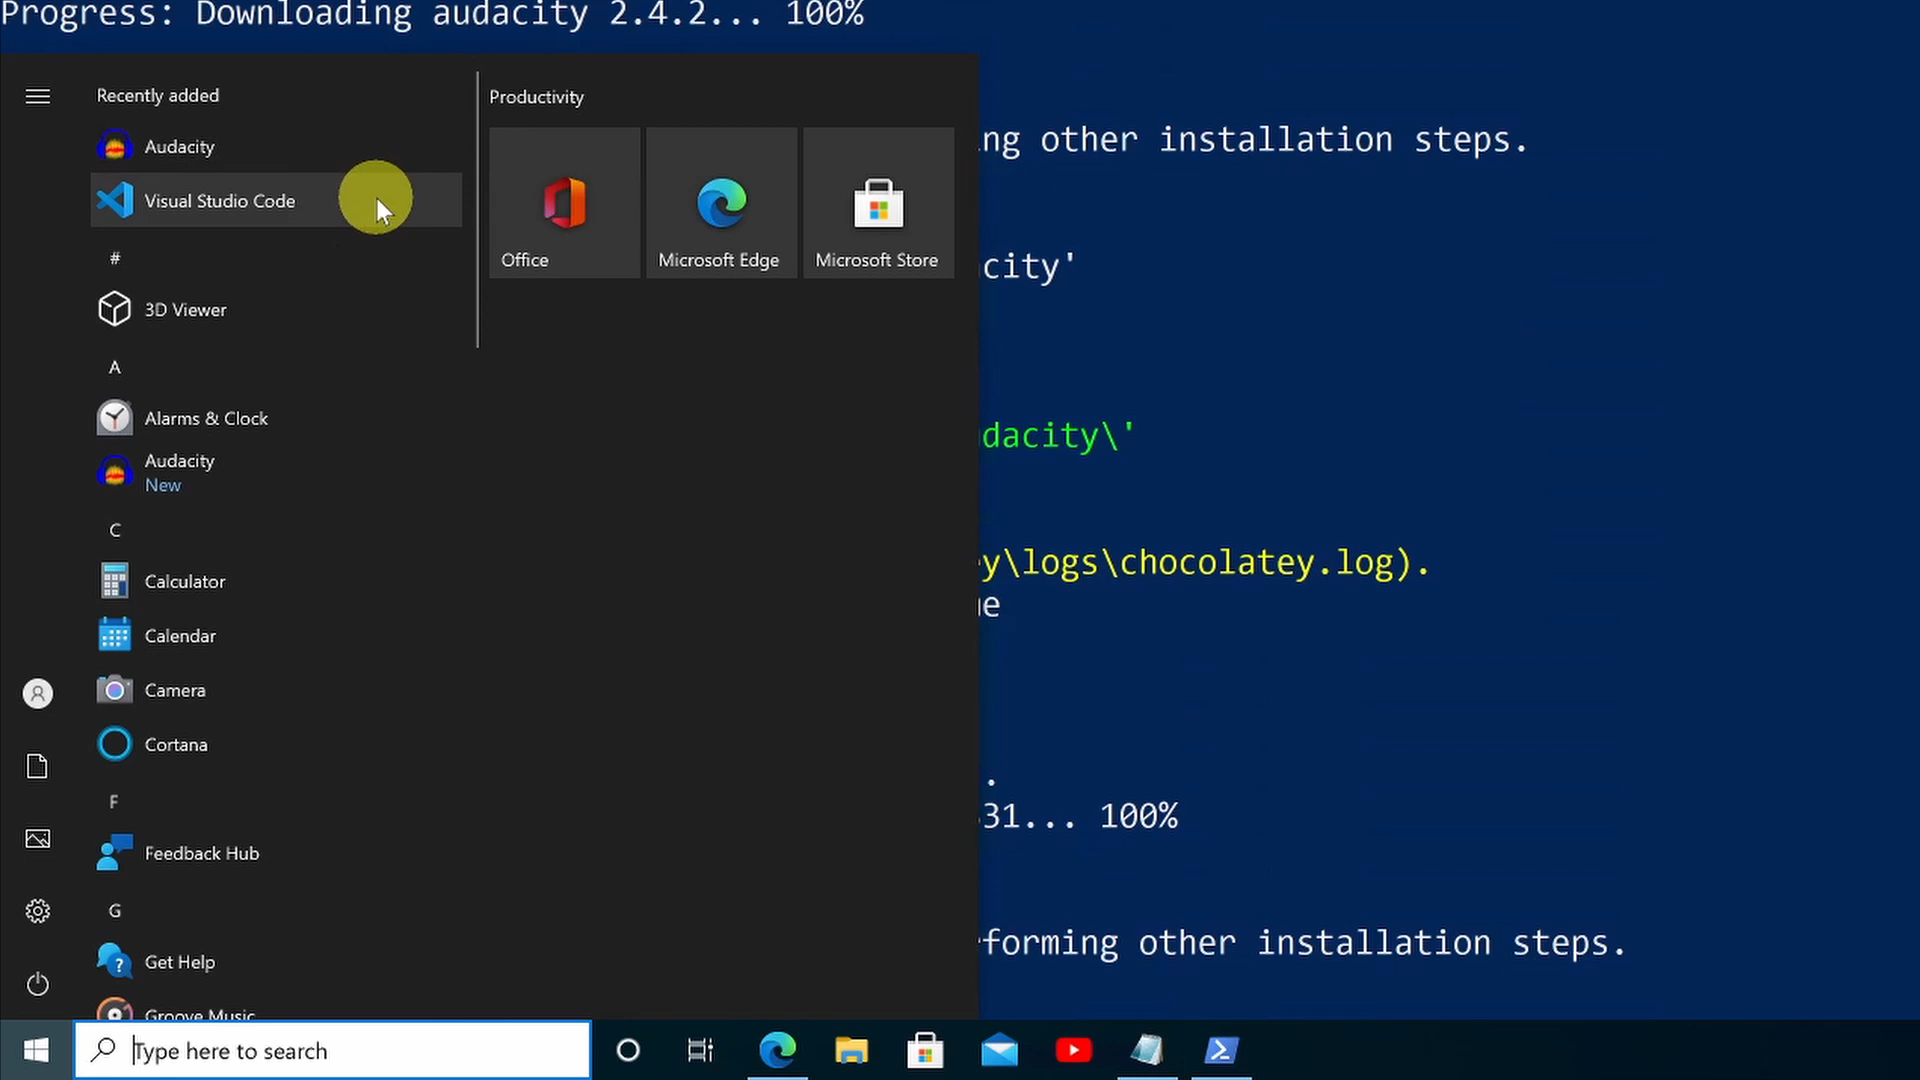 Progress: Downloading audacity 2.4.2... 100%
Recently added
Audacity
Visual Studio Code
#
3D Viewer
A
Alarms & Clock
Audacity
New
C
Calculator
Calendar
Camera
Cortana
F
Feedback Hub
G
Get Help
Groove Music
Productivity
Office
Microsoft Edge
Microsoft Store
ng other installation steps.
city'
dacity\'
y\logs\chocolatey.log).
e
.
31... 100%
forming other installation steps.
Type here to search